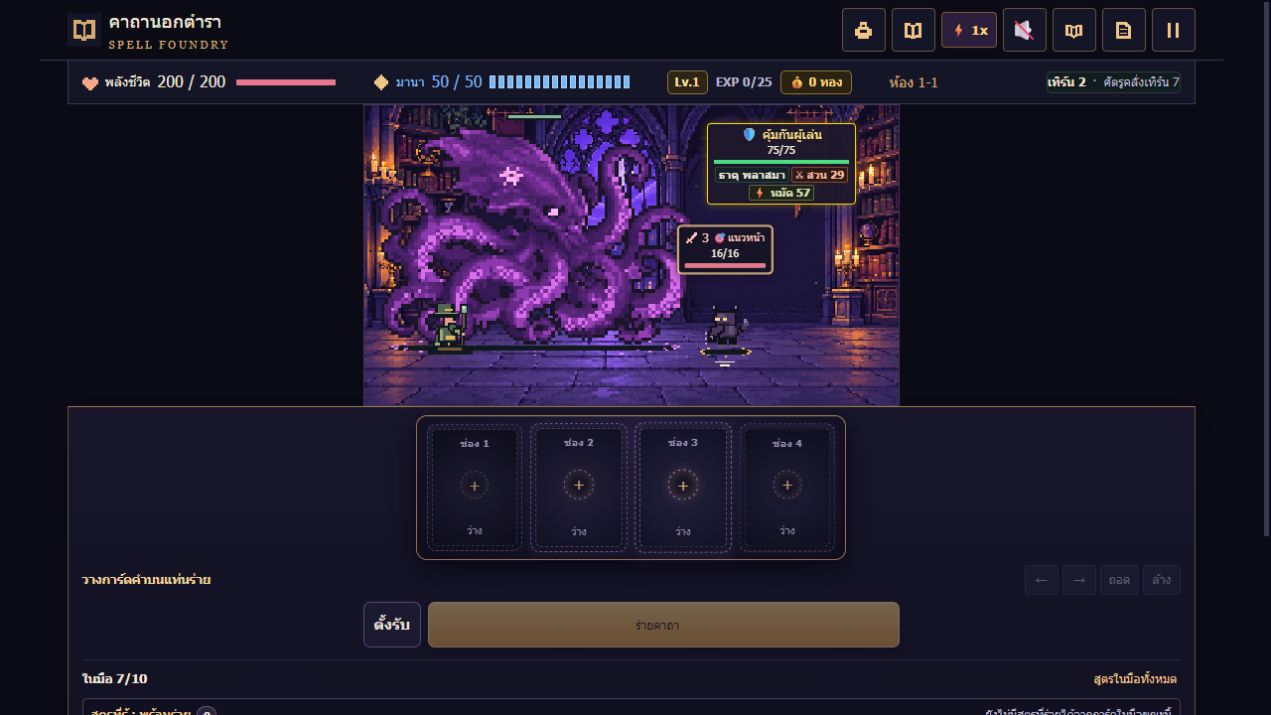 คาถานอกตำรา
SPELL FOUNDRY
1x
พลังชีวิต 200 / 200
มานา 50 / 50
Lv.1 EXP 0/25 0 ทอง
ห้อง 1-1
เทิร์น 2 · ศัตรูคลั่งเทิร์น 7
คุ้มกันผู้เล่น
75/75
ธาตุ พลาสมา สวน 29
หมัด 57
3 แนวหน้า
16/16
ช่อง 1 ช่อง 2 ช่อง 3 ช่อง 4
+ + + +
ว่าง ว่าง ว่าง ว่าง
วางการ์ดคำบนแท่นร่าย
← → ถอด ล้าง
ตั้งรับ ร่ายคาถา
ในมือ 7/10 สูตรในมือทั้งหมด